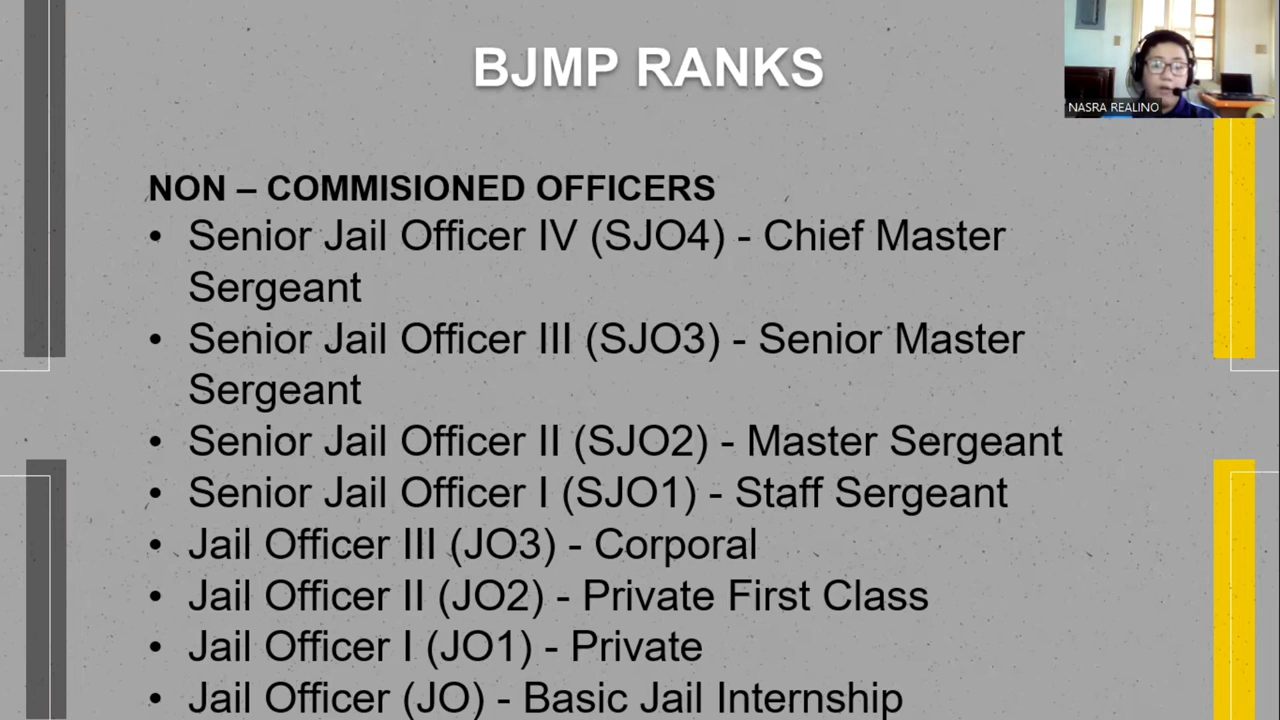 BJMP RANKS
NASRA REALINO
NON – COMMISIONED OFFICERS
• Senior Jail Officer IV (SJO4) - Chief Master
Sergeant
• Senior Jail Officer III (SJO3) - Senior Master
Sergeant
• Senior Jail Officer II (SJO2) - Master Sergeant
• Senior Jail Officer I (SJO1) - Staff Sergeant
• Jail Officer III (JO3) - Corporal
• Jail Officer II (JO2) - Private First Class
• Jail Officer I (JO1) - Private
• Jail Officer (JO) - Basic Jail Internship